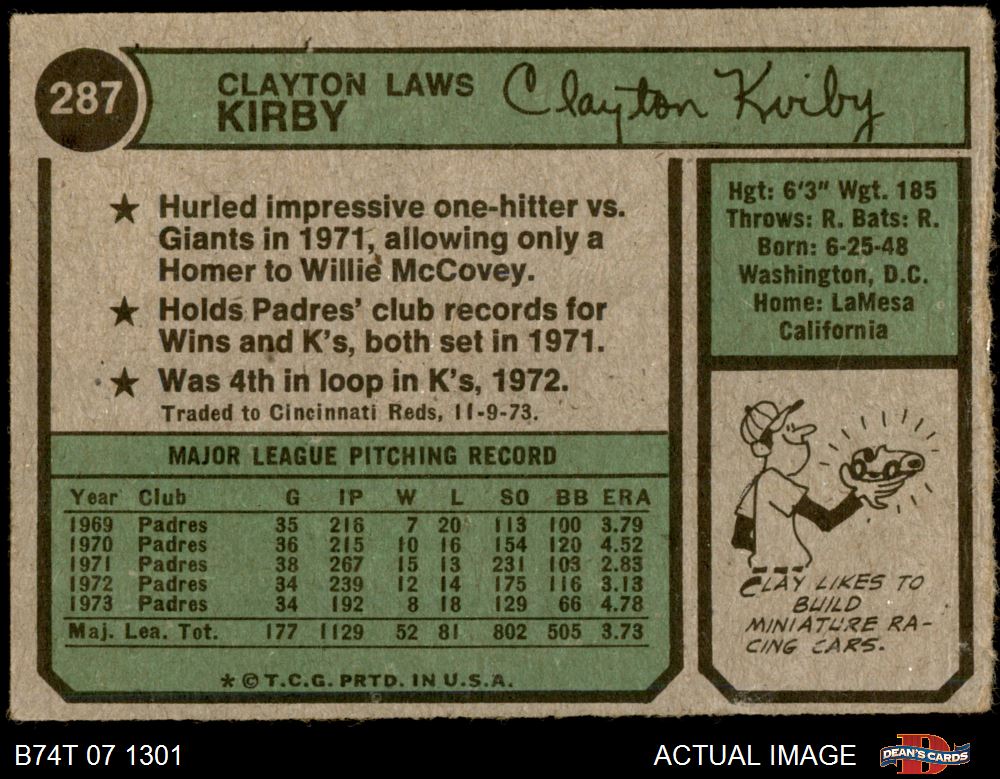 287
CLAYTON LAWS
KIRBY
Clayton Kirby
★ Hurled impressive one-hitter vs.
Giants in 1971, allowing only a
Homer to Willie McCovey.
★ Holds Padres' club records for
Wins and K's, both set in 1971.
★ Was 4th in loop in K's, 1972.
Traded to Cincinnati Reds, 11-9-73.
Hgt: 6'3" Wgt. 185
Throws: R. Bats: R.
Born: 6-25-48
Washington, D.C.
Home: LaMesa
California
MAJOR LEAGUE PITCHING RECORD
Year Club G IP W L SO BB ERA
1969 Padres 35 216 7 20 113 100 3.79
1970 Padres 36 215 10 16 154 120 4.52
1971 Padres 38 267 15 13 231 103 2.83
1972 Padres 34 239 12 14 175 116 3.13
1973 Padres 34 192 8 18 129 66 4.78
Maj. Lea. Tot. 177 1129 52 81 802 505 3.73
* © T.C.G. PRTD. IN U.S.A.
CLAY LIKES TO
BUILD
MINIATURE RA-
CING CARS.
B74T 07 1301
ACTUAL IMAGE
D
DEAN'S CARDS